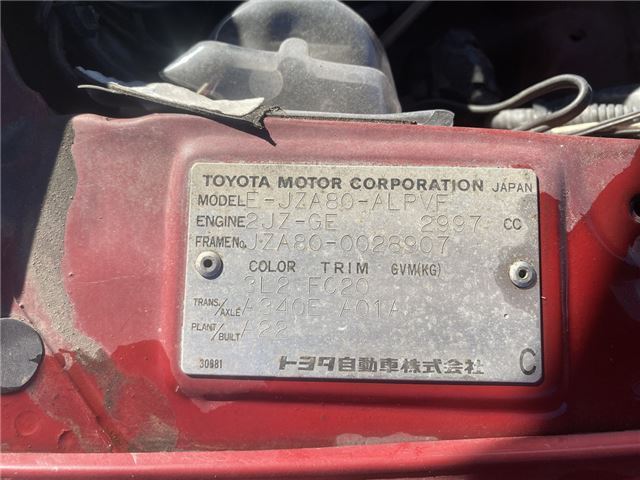 TOYOTA MOTOR CORPORATION JAPAN
MODEL E-JZA80-ALPVF
ENGINE 2JZ-GE 2997 CC
FRAME No. JZA80-0028907
COLOR TRIM GVM(KG)
3L2 FC20
TRANS/AXLE A340E A01A
PLANT/BUILT A22
30881 トヨタ自動車株式会社 C